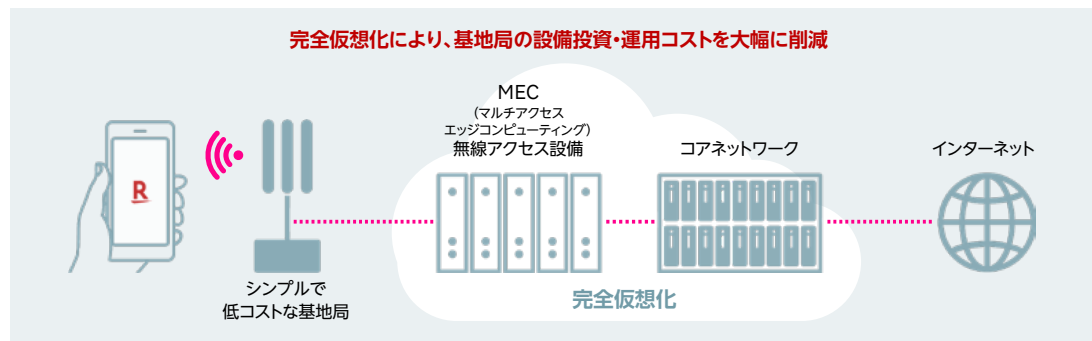 完全仮想化により、基地局の設備投資・運用コストを大幅に削減
R
シンプルで
低コストな基地局
MEC
(マルチアクセス
エッジコンピューティング)
無線アクセス設備
コアネットワーク
インターネット
完全仮想化